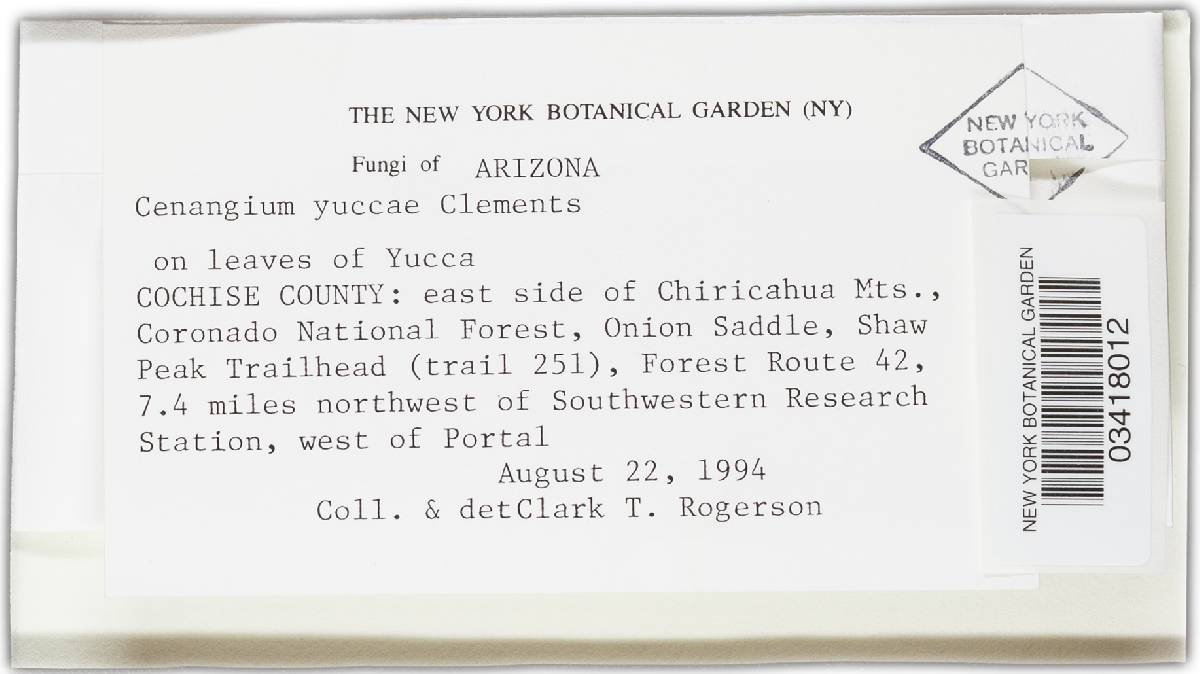 THE NEW YORK BOTANICAL GARDEN (NY)
Fungi of ARIZONA
Cenangium yuccae Clements
on leaves of Yucca
COCHISE COUNTY: east side of Chiricahua Mts.,
Coronado National Forest, Onion Saddle, Shaw
Peak Trailhead (trail 251), Forest Route 42,
7.4 miles northwest of Southwestern Research
Station, west of Portal
August 22, 1994
Coll. & detClark T. Rogerson
NEW YORK
BOTANICAL
GAR
NEW YORK BOTANICAL GARDEN
03418012